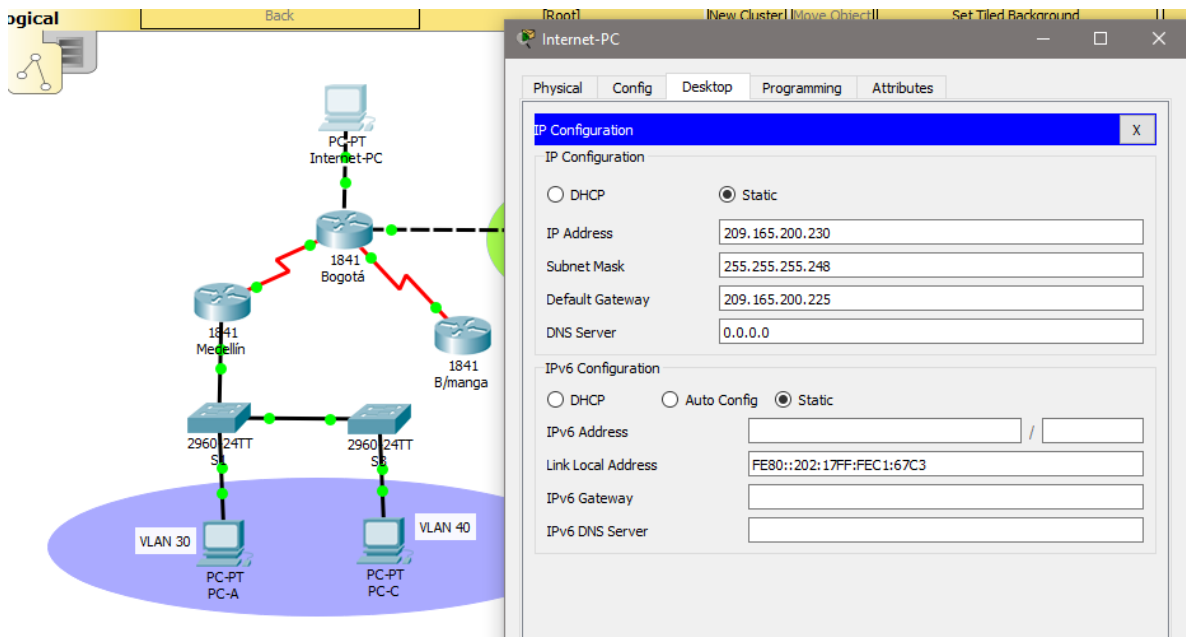 ogical
Back
[Root]
New Cluster
Move Object
Set Tiled Background
PC-PT
Internet-PC
1841
Bogotá
1841
Medellín
1841
B/manga
2960-24TT
S1
2960-24TT
VLAN 30
VLAN 40
PC-PT
PC-A
PC-PT
PC-C
Internet-PC
Physical Config Desktop Programming Attributes
IP Configuration X
IP Configuration
DHCP Static
IP Address 209.165.200.230
Subnet Mask 255.255.255.248
Default Gateway 209.165.200.225
DNS Server 0.0.0.0
IPv6 Configuration
DHCP Auto Config Static
IPv6 Address /
Link Local Address FE80::202:17FF:FEC1:67C3
IPv6 Gateway
IPv6 DNS Server